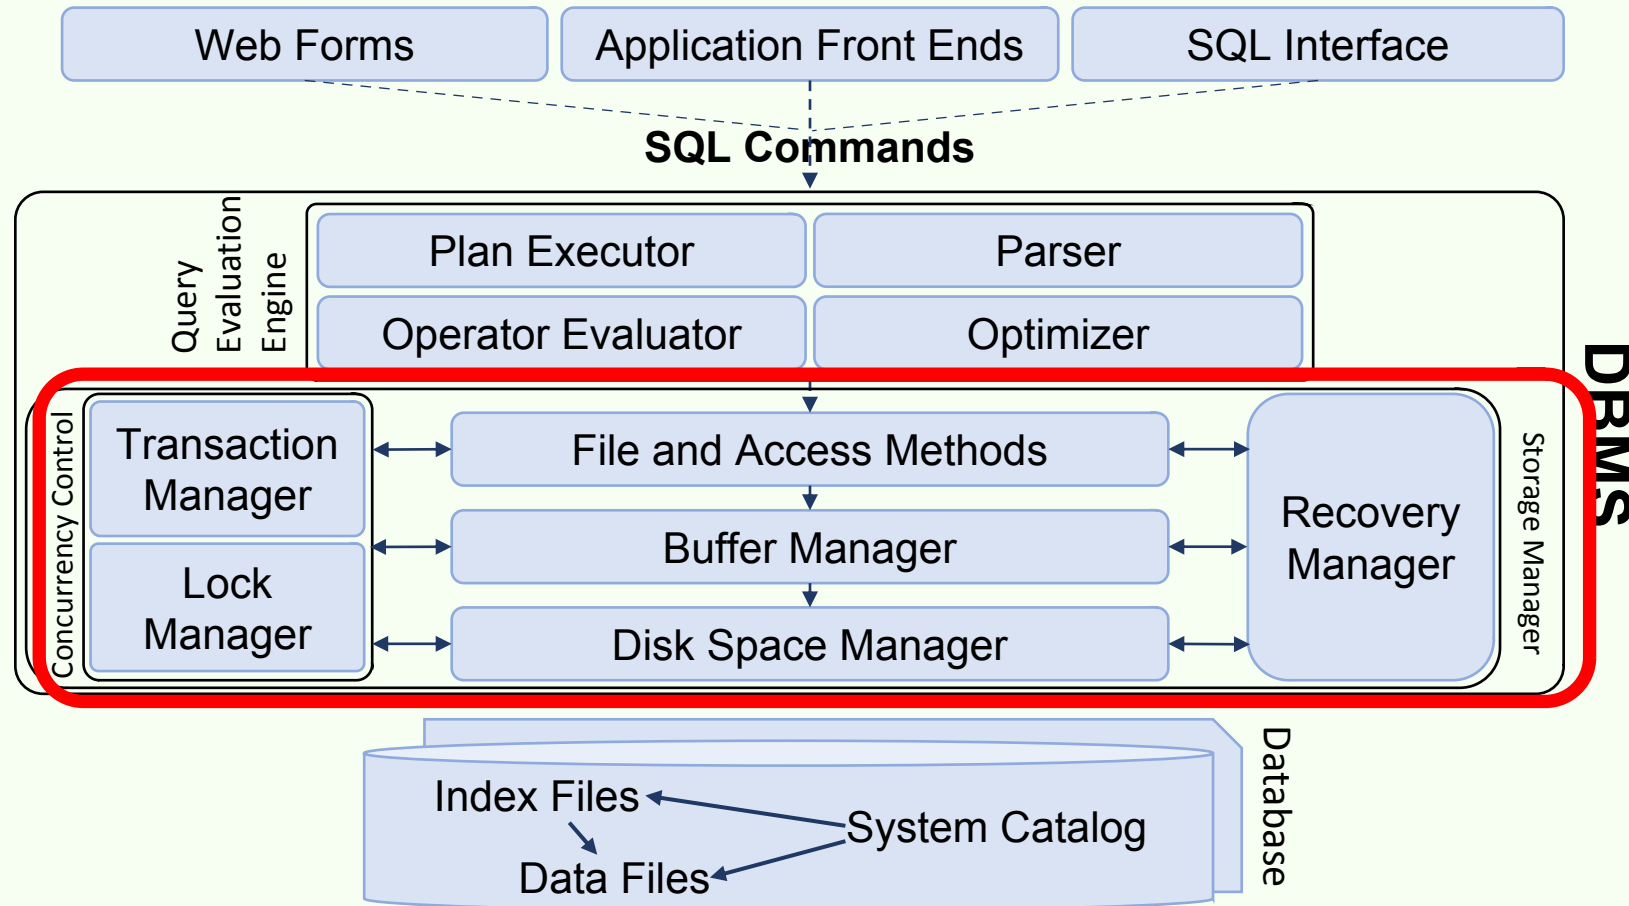 Web Forms
Application Front Ends
SQL Interface
SQL Commands
Query
Evaluation
Engine
Plan Executor
Parser
Operator Evaluator
Optimizer
DBMS
Concurrency Control
Transaction
Manager
Lock
Manager
File and Access Methods
Buffer Manager
Disk Space Manager
Recovery
Manager
Storage Manager
Index Files
System Catalog
Data Files
Database